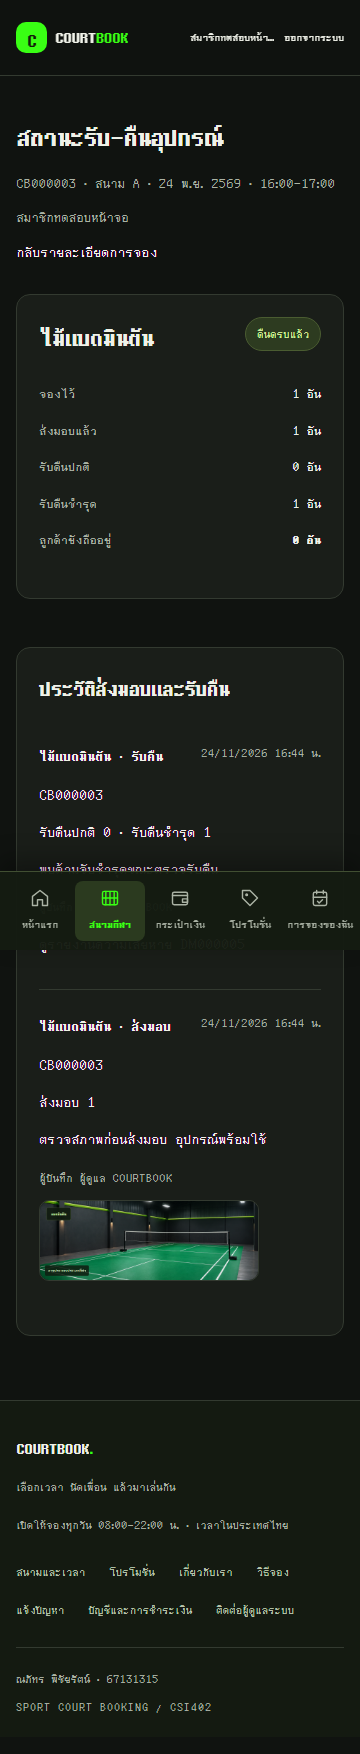 C COURTBOOK
สมาชิกทดสอบหน้า… ออกจากระบบ
สถานะรับ-คืนอุปกรณ์
CB000003 · สนาม A · 24 พ.ย. 2569 · 16:00-17:00
สมาชิกทดสอบหน้าจอ
กลับรายละเอียดการจอง
ไม้แบดมินตัน
คืนครบแล้ว
จองไว้ 1 อัน
ส่งมอบแล้ว 1 อัน
รับคืนปกติ 0 อัน
รับคืนชำรุด 1 อัน
ลูกค้ายังถืออยู่ 0 อัน
ประวัติส่งมอบและรับคืน
ไม้แบดมินตัน · รับคืน 24/11/2026 16:44 น.
CB000003
รับคืนปกติ 0 · รับคืนชำรุด 1
พบด้ามจับชำรุดขณะตรวจรับคืน
หน้าแรก
สนามกีฬา
กระเป๋าเงิน
โปรโมชั่น
การจองของฉัน
ไม้แบดมินตัน · ส่งมอบ 24/11/2026 16:44 น.
CB000003
ส่งมอบ 1
ตรวจสภาพก่อนส่งมอบ อุปกรณ์พร้อมใช้
ผู้บันทึก ผู้ดูแล COURTBOOK
COURTBOOK.
เลือกเวลา นัดเพื่อน แล้วมาเล่นกัน
เปิดให้จองทุกวัน 08:00-22:00 น. · เวลาในประเทศไทย
สนามและเวลา โปรโมชั่น เกี่ยวกับเรา วิธีจอง
แจ้งปัญหา บัญชีและการชำระเงิน ติดต่อผู้ดูแลระบบ
ณภัทร พิชัยรัตน์ · 67131315
SPORT COURT BOOKING / CSI402